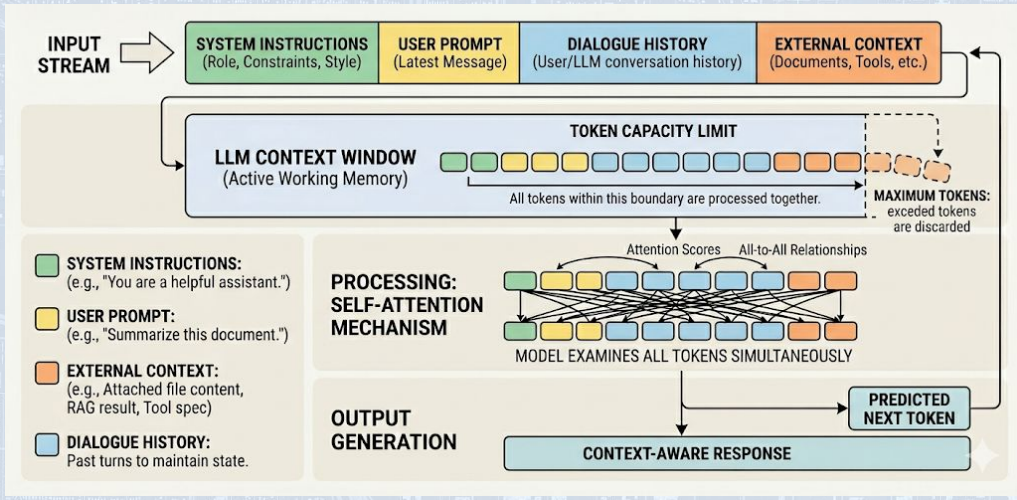 INPUT
STREAM
SYSTEM INSTRUCTIONS
(Role, Constraints, Style)
USER PROMPT
(Latest Message)
DIALOGUE HISTORY
(User/LLM conversation history)
EXTERNAL CONTEXT
(Documents, Tools, etc.)
TOKEN CAPACITY LIMIT
LLM CONTEXT WINDOW
(Active Working Memory)
All tokens within this boundary are processed together.
MAXIMUM TOKENS:
exceded tokens
are discarded
SYSTEM INSTRUCTIONS:
(e.g., "You are a helpful assistant.")
USER PROMPT:
(e.g., "Summarize this document.")
EXTERNAL CONTEXT:
(e.g., Attached file content,
RAG result, Tool spec)
DIALOGUE HISTORY:
Past turns to maintain state.
PROCESSING:
SELF-ATTENTION
MECHANISM
Attention Scores
All-to-All Relationships
MODEL EXAMINES ALL TOKENS SIMULTANEOUSLY
OUTPUT
GENERATION
PREDICTED
NEXT TOKEN
CONTEXT-AWARE RESPONSE